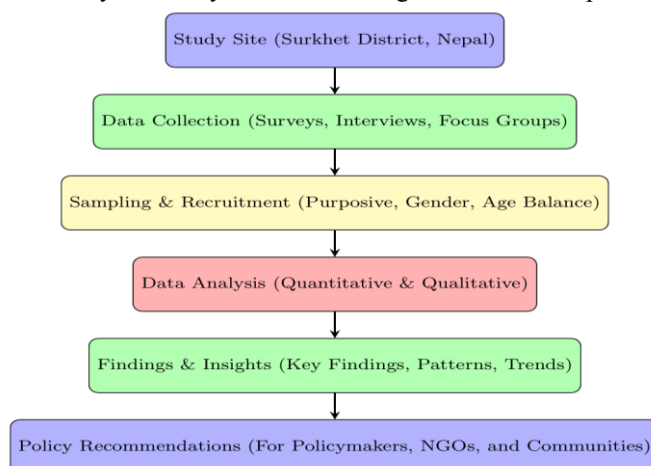 Study Site (Surkhet District, Nepal)
Data Collection (Surveys, Interviews, Focus Groups)
Sampling & Recruitment (Purposive, Gender, Age Balance)
Data Analysis (Quantitative & Qualitative)
Findings & Insights (Key Findings, Patterns, Trends)
Policy Recommendations (For Policymakers, NGOs, and Communities)